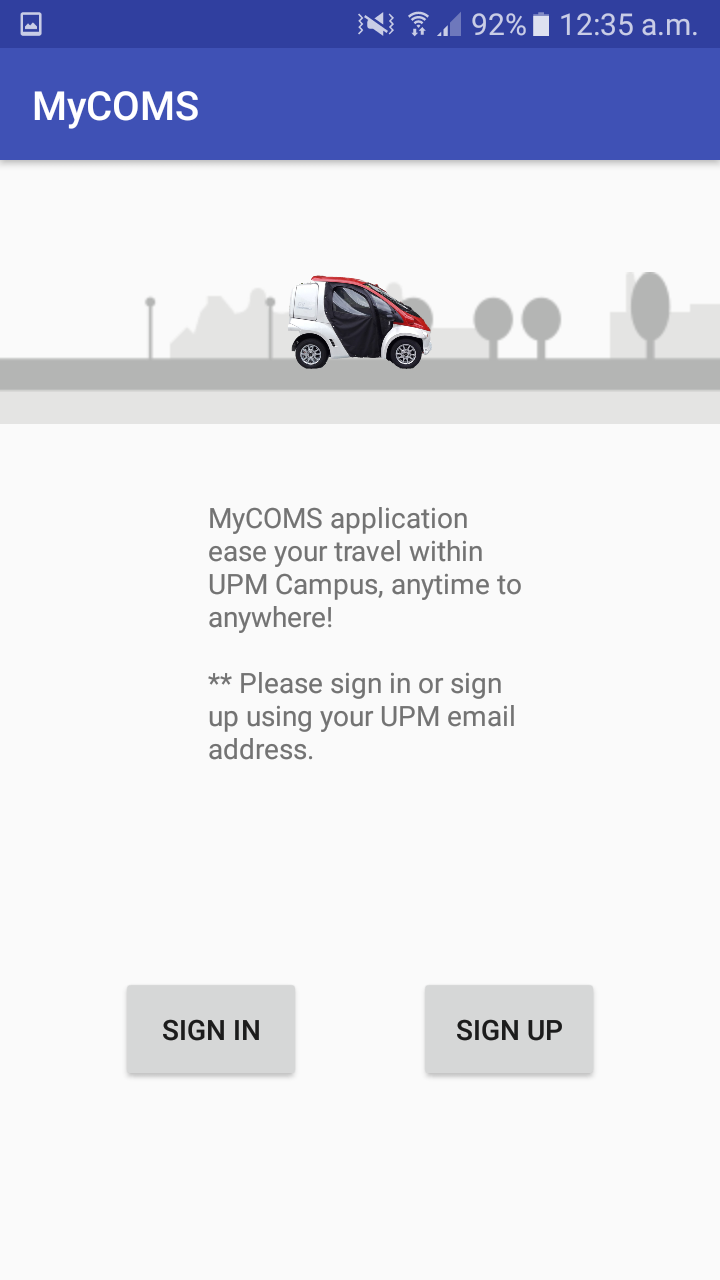 92% 12:35 a.m.
MyCOMS
MyCOMS application
ease your travel within
UPM Campus, anytime to
anywhere!
** Please sign in or sign
up using your UPM email
address.
SIGN IN SIGN UP